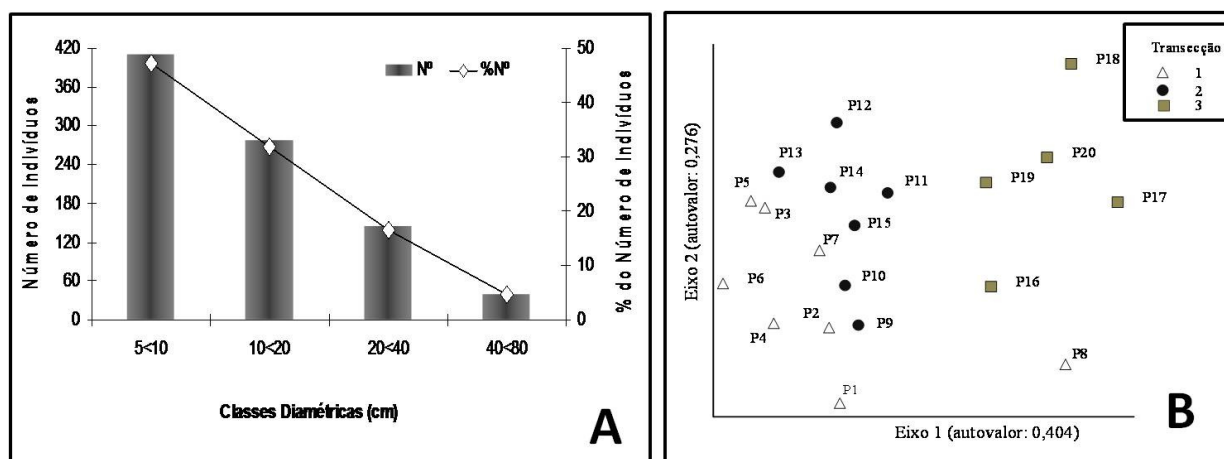 Nº
%Nº
Número de Indivíduos
420
360
300
240
180
120
60
0
50
40
30
20
10
0
% do Número de Indivíduos
5<10
10<20
20<40
40<80
Classes Diamétricas (cm)
A
Transecção
1
2
3
P18
P12
P20
P13
P14
P11
P19
P17
P5
P3
P15
P7
P6
P10
P16
P2
P9
P4
P8
P1
Eixo 2 (autovalor: 0,276)
Eixo 1 (autovalor: 0,404)
B